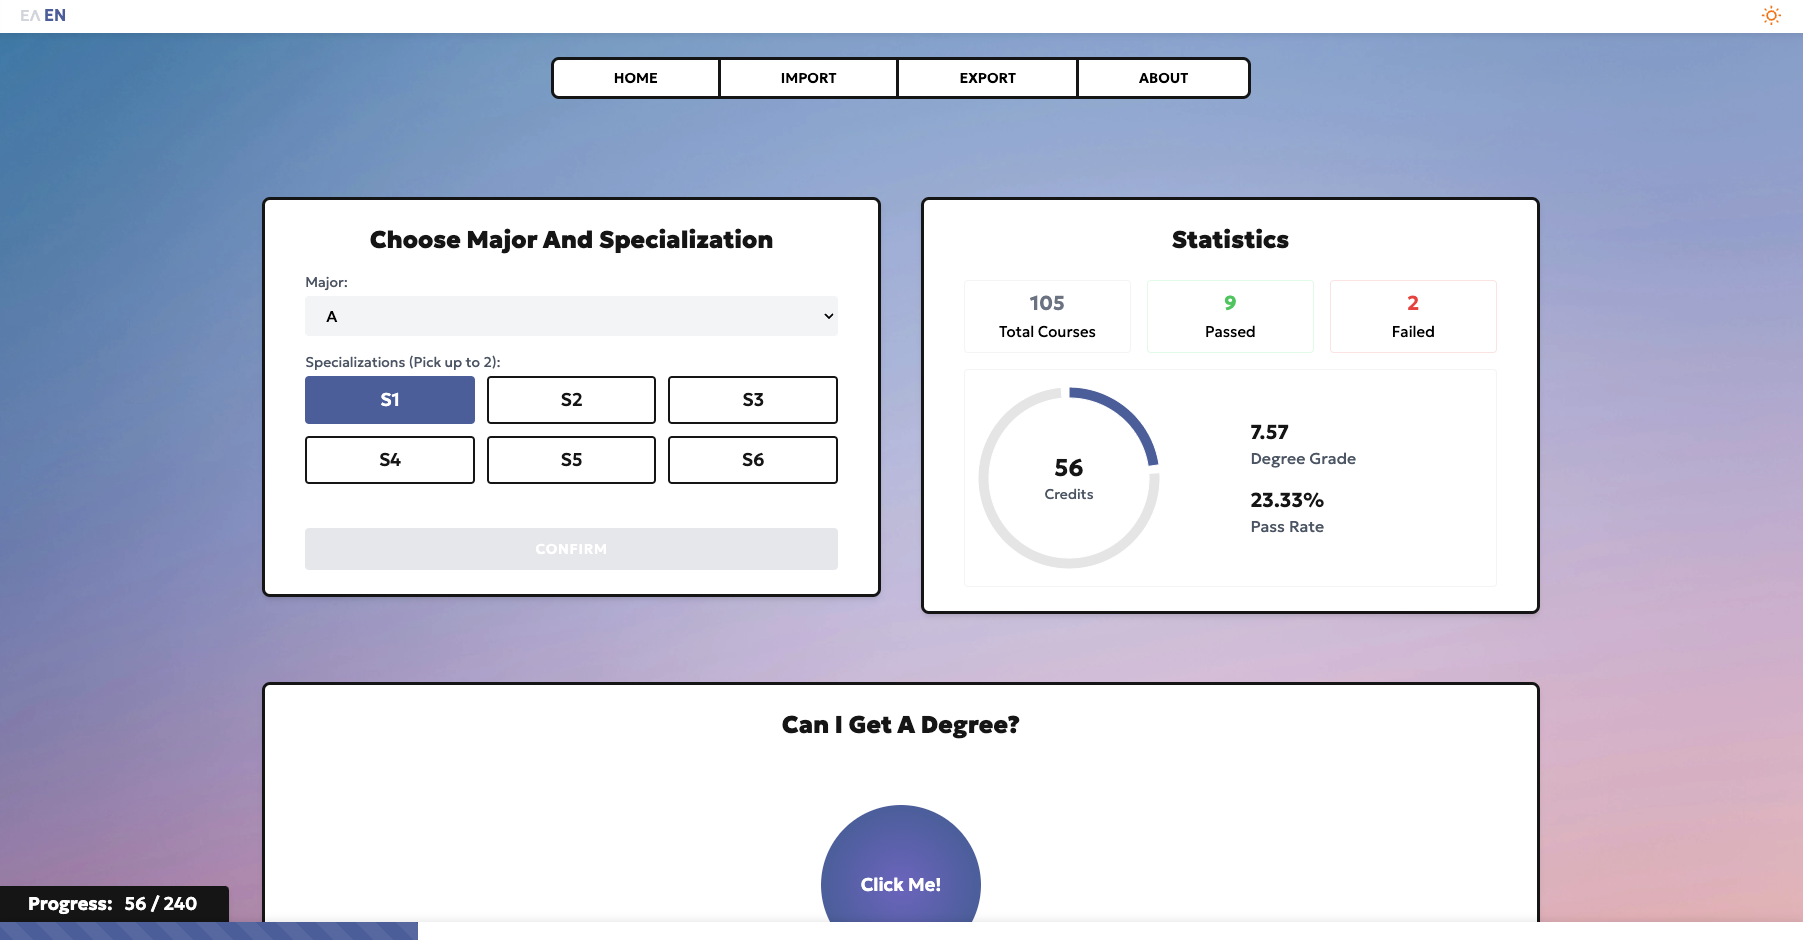 ΕΛ EN
HOME IMPORT EXPORT ABOUT
Choose Major And Specialization
Major:
A
Specializations (Pick up to 2):
S1 S2 S3
S4 S5 S6
CONFIRM
Statistics
105 9 2
Total Courses Passed Failed
56
Credits
7.57
Degree Grade
23.33%
Pass Rate
Can I Get A Degree?
Click Me!
Progress: 56 / 240